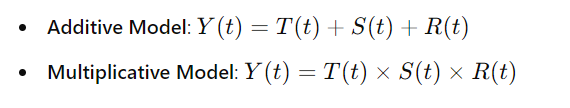 • Additive Model: Y(t) = T(t) + S(t) + R(t)
• Multiplicative Model: Y(t) = T(t) × S(t) × R(t)